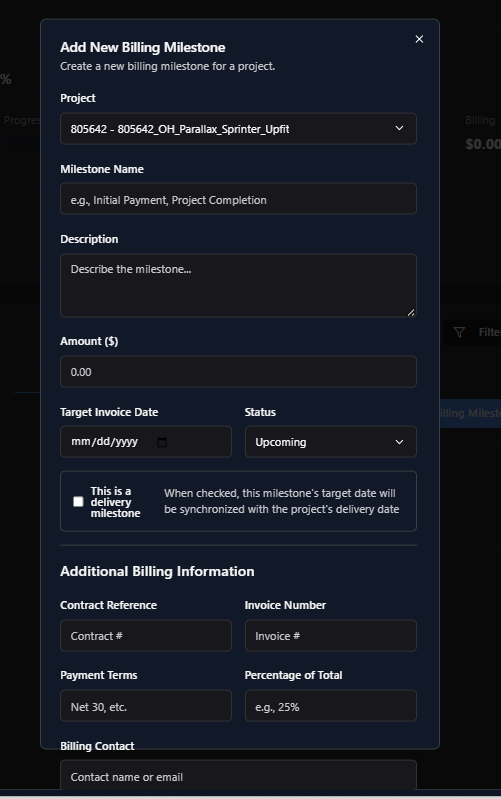 Add New Billing Milestone
Create a new billing milestone for a project.
%
Project
Progres
Billing
805642 - 805642_OH_Parallax_Sprinter_Upfit
$0.00
Milestone Name
e.g., Initial Payment, Project Completion
Description
Describe the milestone...
Filte
Amount ($)
0.00
Target Invoice Date
Status
illing Milest
mm/dd/yyyy
Upcoming
This is a
delivery
milestone
When checked, this milestone's target date will
be synchronized with the project's delivery date
Additional Billing Information
Contract Reference
Invoice Number
Contract #
Invoice #
Payment Terms
Percentage of Total
Net 30, etc.
e.g., 25%
Billing Contact
Contact name or email